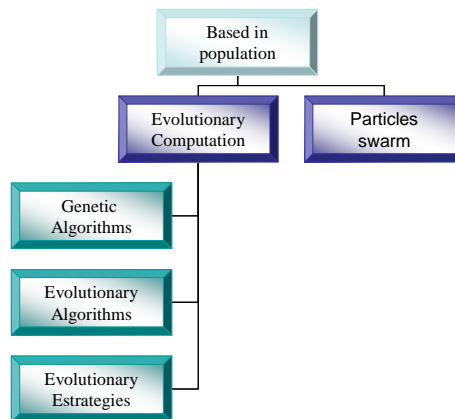 Based in
population
Evolutionary
Computation
Particles
swarm
Genetic
Algorithms
Evolutionary
Algorithms
Evolutionary
Estrategies